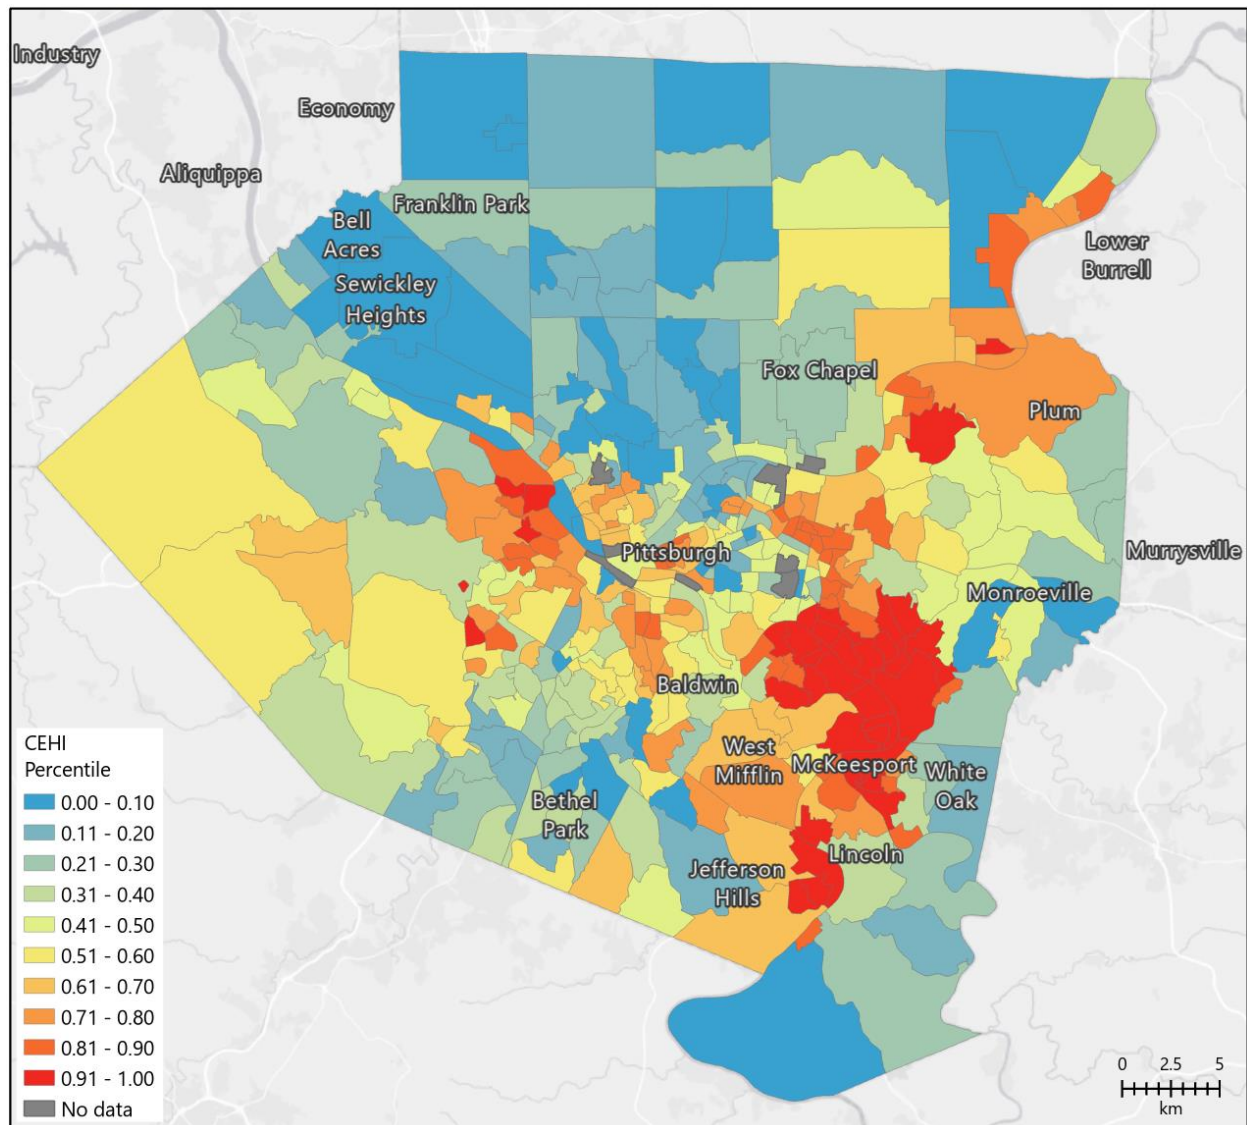 Industry
Economy
Aliquippa
Franklin Park
Bell
Acres
Lower
Burrell
Sewickley
Heights
Fox Chapel
Plum
Pittsburgh
Murrysville
Monroeville
Baldwin
West
Mifflin
McKeesport
White
Oak
Bethel
Park
Lincoln
Jefferson
Hills
CEHI
Percentile
0.00 - 0.10
0.11 - 0.20
0.21 - 0.30
0.31 - 0.40
0.41 - 0.50
0.51 - 0.60
0.61 - 0.70
0.71 - 0.80
0.81 - 0.90
0.91 - 1.00
No data
0 2.5 5
km